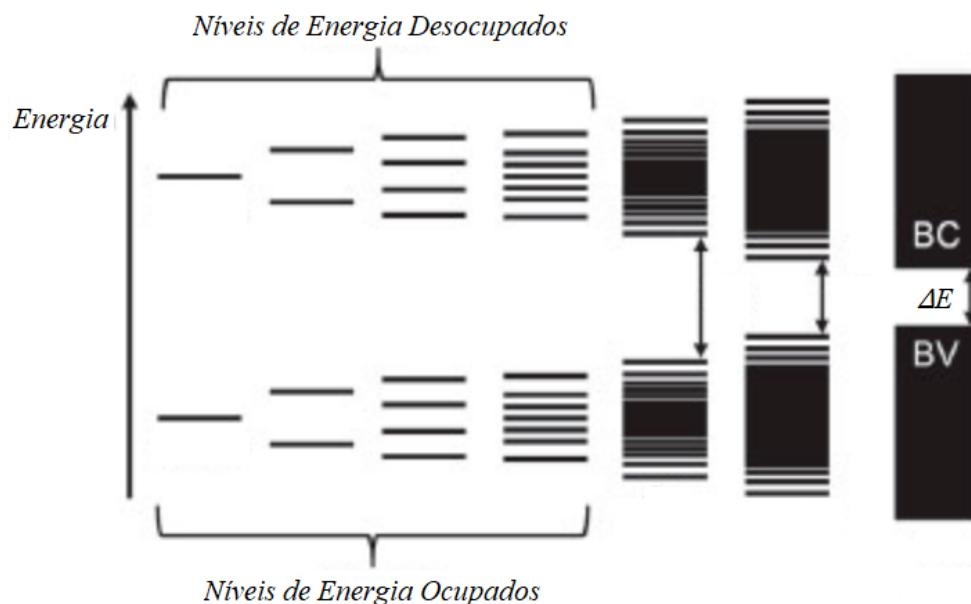 Níveis de Energia Desocupados
Energia
BC
ΔE
BV
Níveis de Energia Ocupados